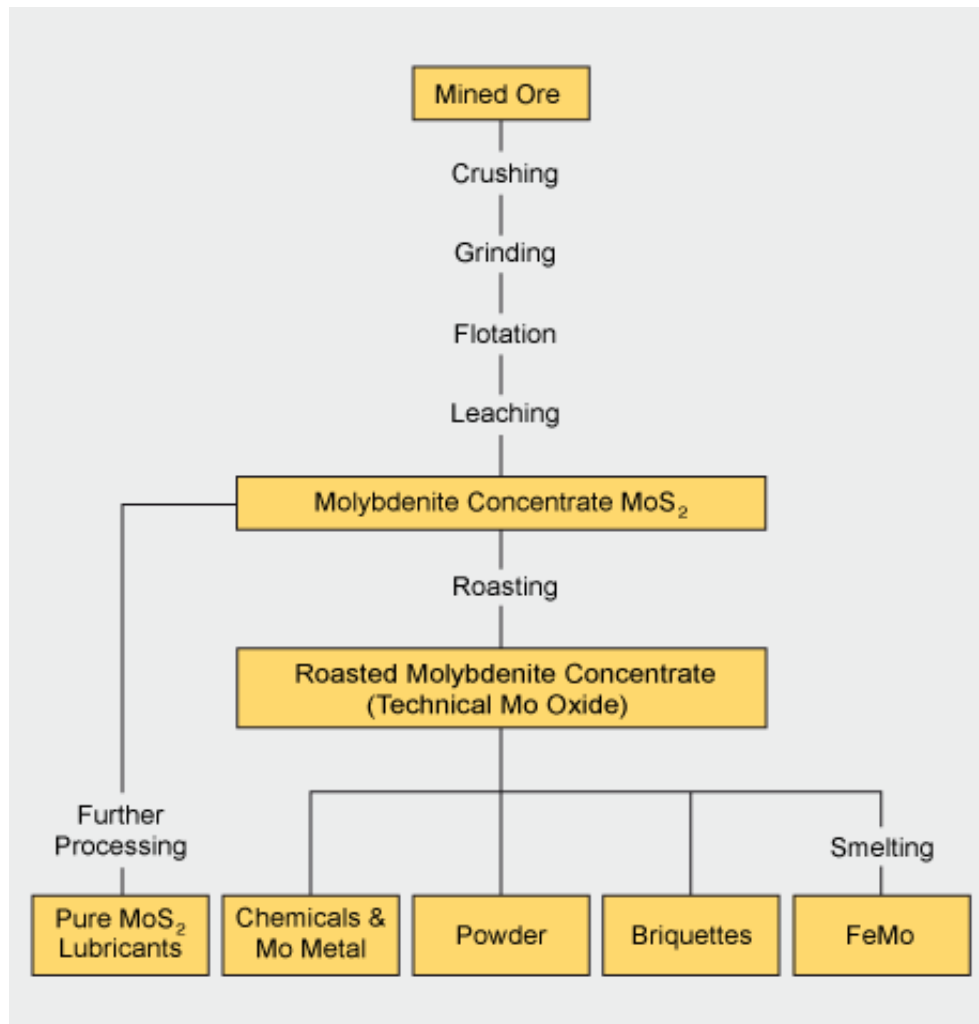 Mined Ore
Crushing
Grinding
Flotation
Leaching
Molybdenite Concentrate MoS₂
Roasting
Roasted Molybdenite Concentrate
(Technical Mo Oxide)
Further
Processing
Smelting
Pure MoS₂
Lubricants
Chemicals &
Mo Metal
Powder
Briquettes
FeMo